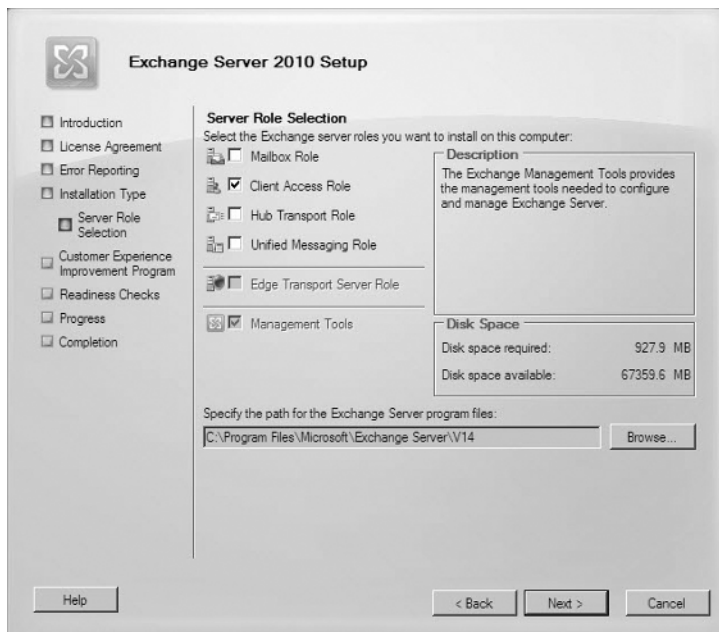 Exchange Server 2010 Setup
Introduction
License Agreement
Error Reporting
Installation Type
Server Role
Selection
Customer Experience
Improvement Program
Readiness Checks
Progress
Completion
Server Role Selection
Select the Exchange server roles you want to install on this computer:
Mailbox Role
Client Access Role
Hub Transport Role
Unified Messaging Role
Edge Transport Server Role
Management Tools
Description
The Exchange Management Tools provides
the management tools needed to configure
and manage Exchange Server.
Disk Space
Disk space required: 927.9 MB
Disk space available: 67359.6 MB
Specify the path for the Exchange Server program files:
C:\Program Files\Microsoft\Exchange Server\V14
Browse...
Help
< Back
Next >
Cancel